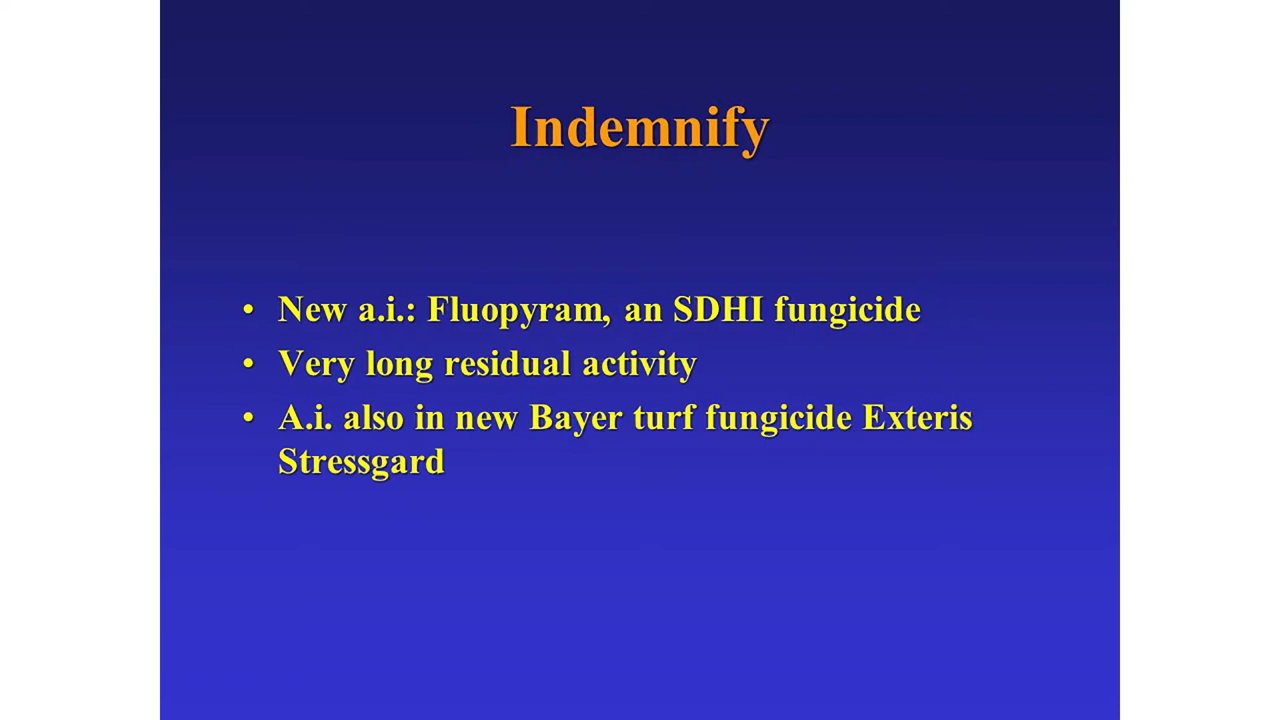 Indemnify
• New a.i.: Fluopyram, an SDHI fungicide
• Very long residual activity
• A.i. also in new Bayer turf fungicide Exteris
Stressgard